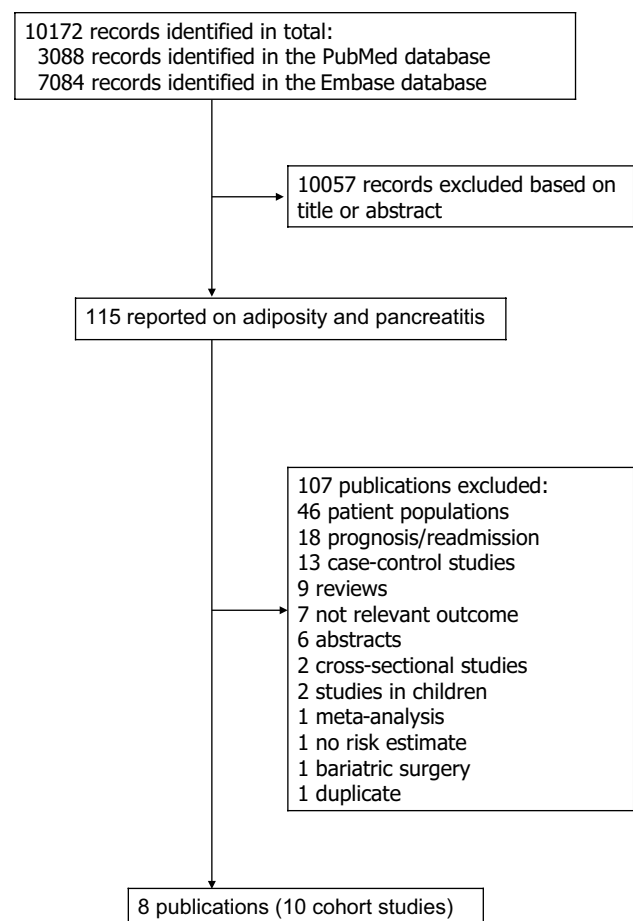 10172 records identified in total:
3088 records identified in the PubMed database
7084 records identified in the Embase database
10057 records excluded based on
title or abstract
115 reported on adiposity and pancreatitis
107 publications excluded:
46 patient populations
18 prognosis/readmission
13 case-control studies
9 reviews
7 not relevant outcome
6 abstracts
2 cross-sectional studies
2 studies in children
1 meta-analysis
1 no risk estimate
1 bariatric surgery
1 duplicate
8 publications (10 cohort studies)